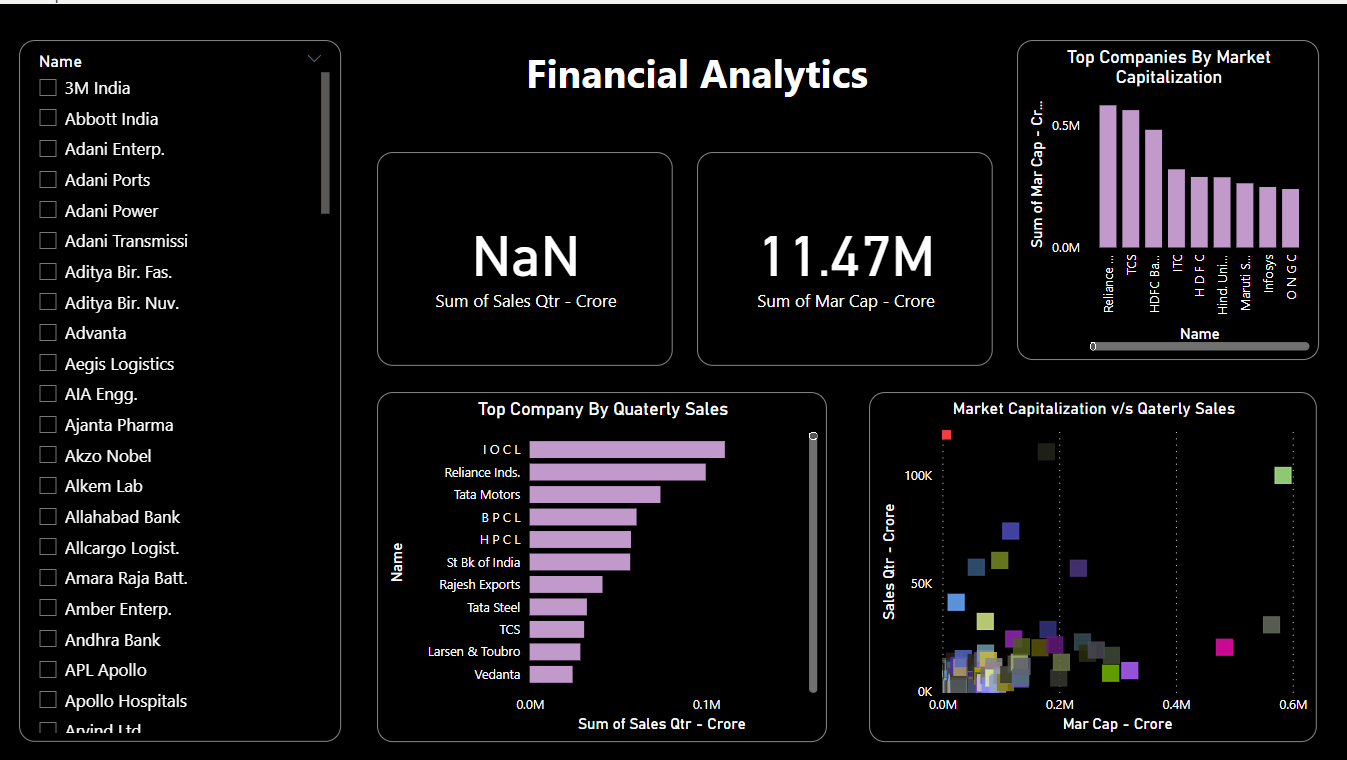 Name
3M India
Abbott India
Adani Enterp.
Adani Ports
Adani Power
Adani Transmissi
Aditya Bir. Fas.
Aditya Bir. Nuv.
Advanta
Aegis Logistics
AIA Engg.
Ajanta Pharma
Akzo Nobel
Alkem Lab
Allahabad Bank
Allcargo Logist.
Amara Raja Batt.
Amber Enterp.
Andhra Bank
APL Apollo
Apollo Hospitals
Arvind Ltd
Financial Analytics
NaN
Sum of Sales Qtr - Crore
11.47M
Sum of Mar Cap - Crore
Top Companies By Market
Capitalization
Sum of Mar Cap - Cr...
0.5M
0.0M
Reliance ...
TCS
HDFC Ba...
ITC
H D F C
Hind. Uni...
Maruti S...
Infosys
O N G C
Name
Top Company By Quaterly Sales
Name
I O C L
Reliance Inds.
Tata Motors
B P C L
H P C L
St Bk of India
Rajesh Exports
Tata Steel
TCS
Larsen & Toubro
Vedanta
0.0M 0.1M
Sum of Sales Qtr - Crore
Market Capitalization v/s Qaterly Sales
Sales Qtr - Crore
100K
50K
0K
0.0M 0.2M 0.4M 0.6M
Mar Cap - Crore